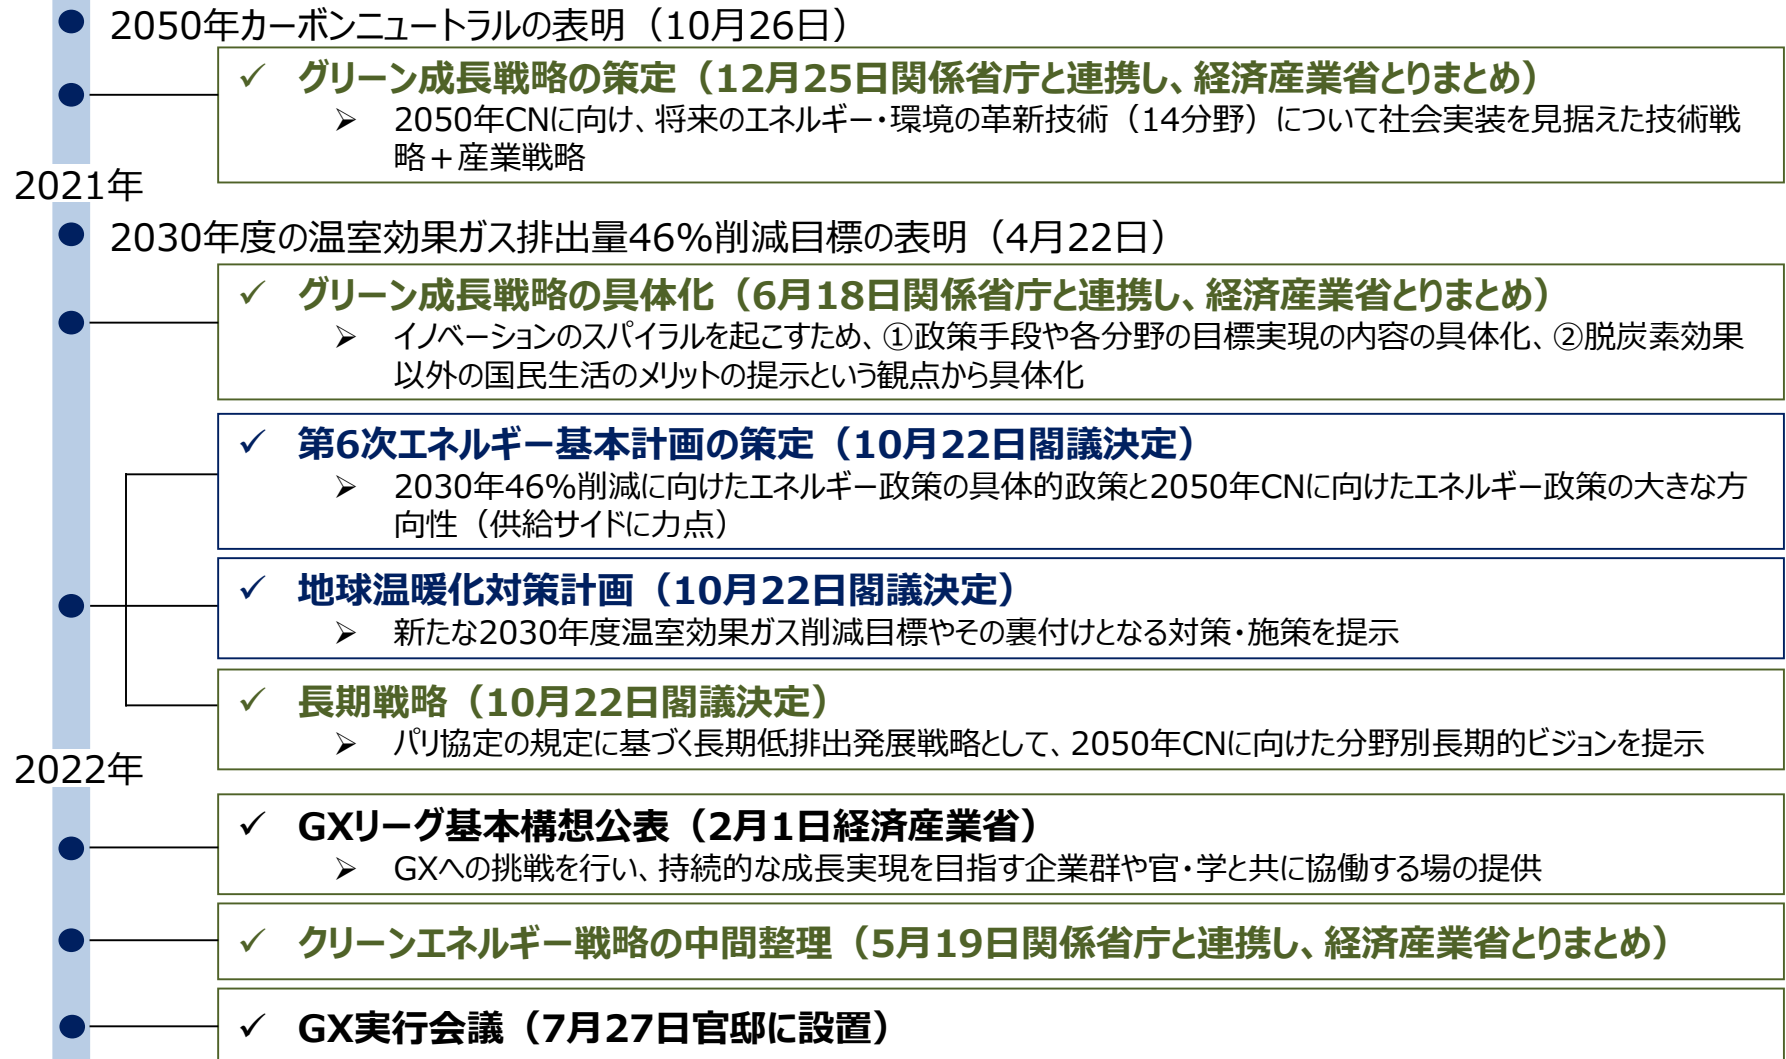 2050年カーボンニュートラルの表明（10月26日）
✓ グリーン成長戦略の策定（12月25日関係省庁と連携し、経済産業省とりまとめ）
➢ 2050年CNに向け、将来のエネルギー・環境の革新技術（14分野）について社会実装を見据えた技術戦
略＋産業戦略
2021年
2030年度の温室効果ガス排出量46%削減目標の表明（4月22日）
✓ グリーン成長戦略の具体化（6月18日関係省庁と連携し、経済産業省とりまとめ）
➢ イノベーションのスパイラルを起こすため、①政策手段や各分野の目標実現の内容の具体化、②脱炭素効果
以外の国民生活のメリットの提示という観点から具体化
✓ 第6次エネルギー基本計画の策定（10月22日閣議決定）
➢ 2030年46%削減に向けたエネルギー政策の具体的政策と2050年CNに向けたエネルギー政策の大きな方
向性（供給サイドに力点）
✓ 地球温暖化対策計画（10月22日閣議決定）
➢ 新たな2030年度温室効果ガス削減目標やその裏付けとなる対策・施策を提示
✓ 長期戦略（10月22日閣議決定）
➢ パリ協定の規定に基づく長期低排出発展戦略として、2050年CNに向けた分野別長期的ビジョンを提示
2022年
✓ GXリーグ基本構想公表（2月1日経済産業省）
➢ GXへの挑戦を行い、持続的な成長実現を目指す企業群や官・学と共に協働する場の提供
✓ クリーンエネルギー戦略の中間整理（5月19日関係省庁と連携し、経済産業省とりまとめ）
✓ GX実行会議（7月27日官邸に設置）